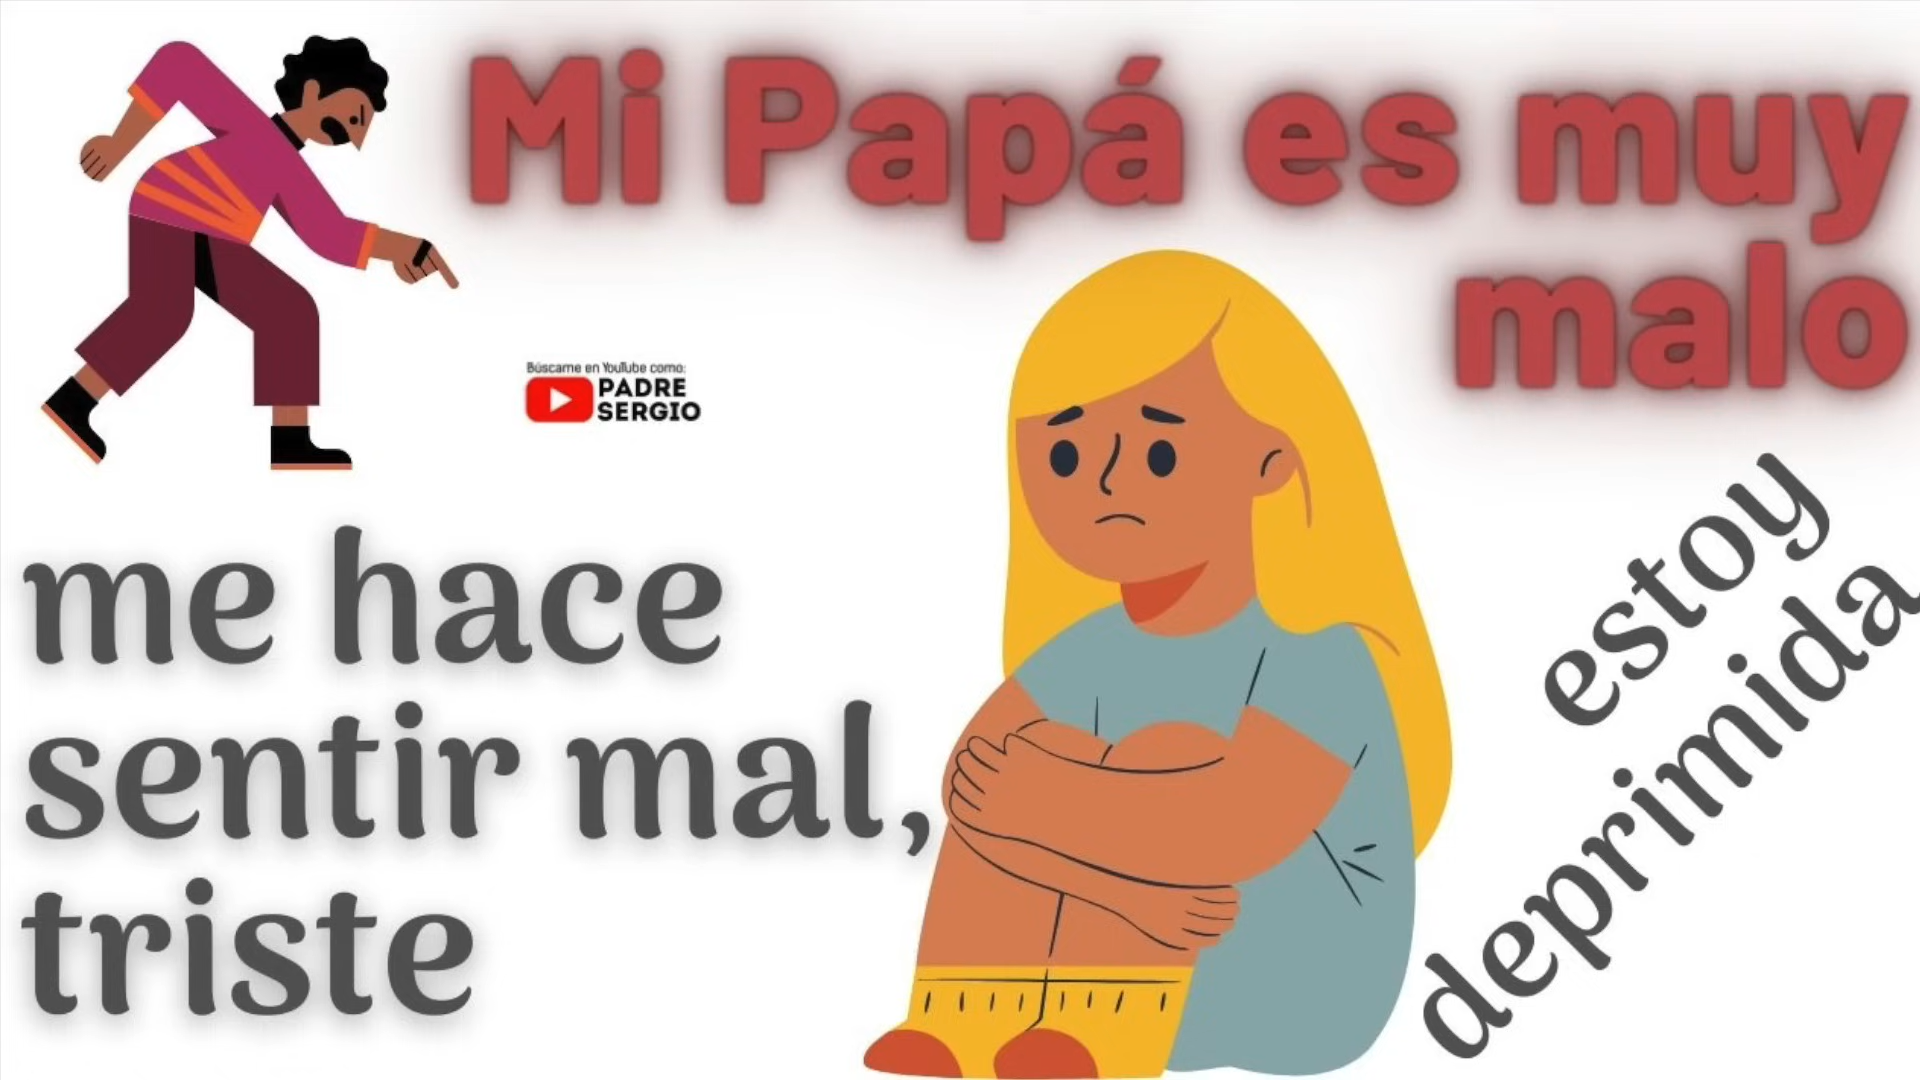 Mi Papá es muy
malo
Búscame en YouTube como:
PADRE
SERGIO
me hace
sentir mal,
triste
estoy
deprimida